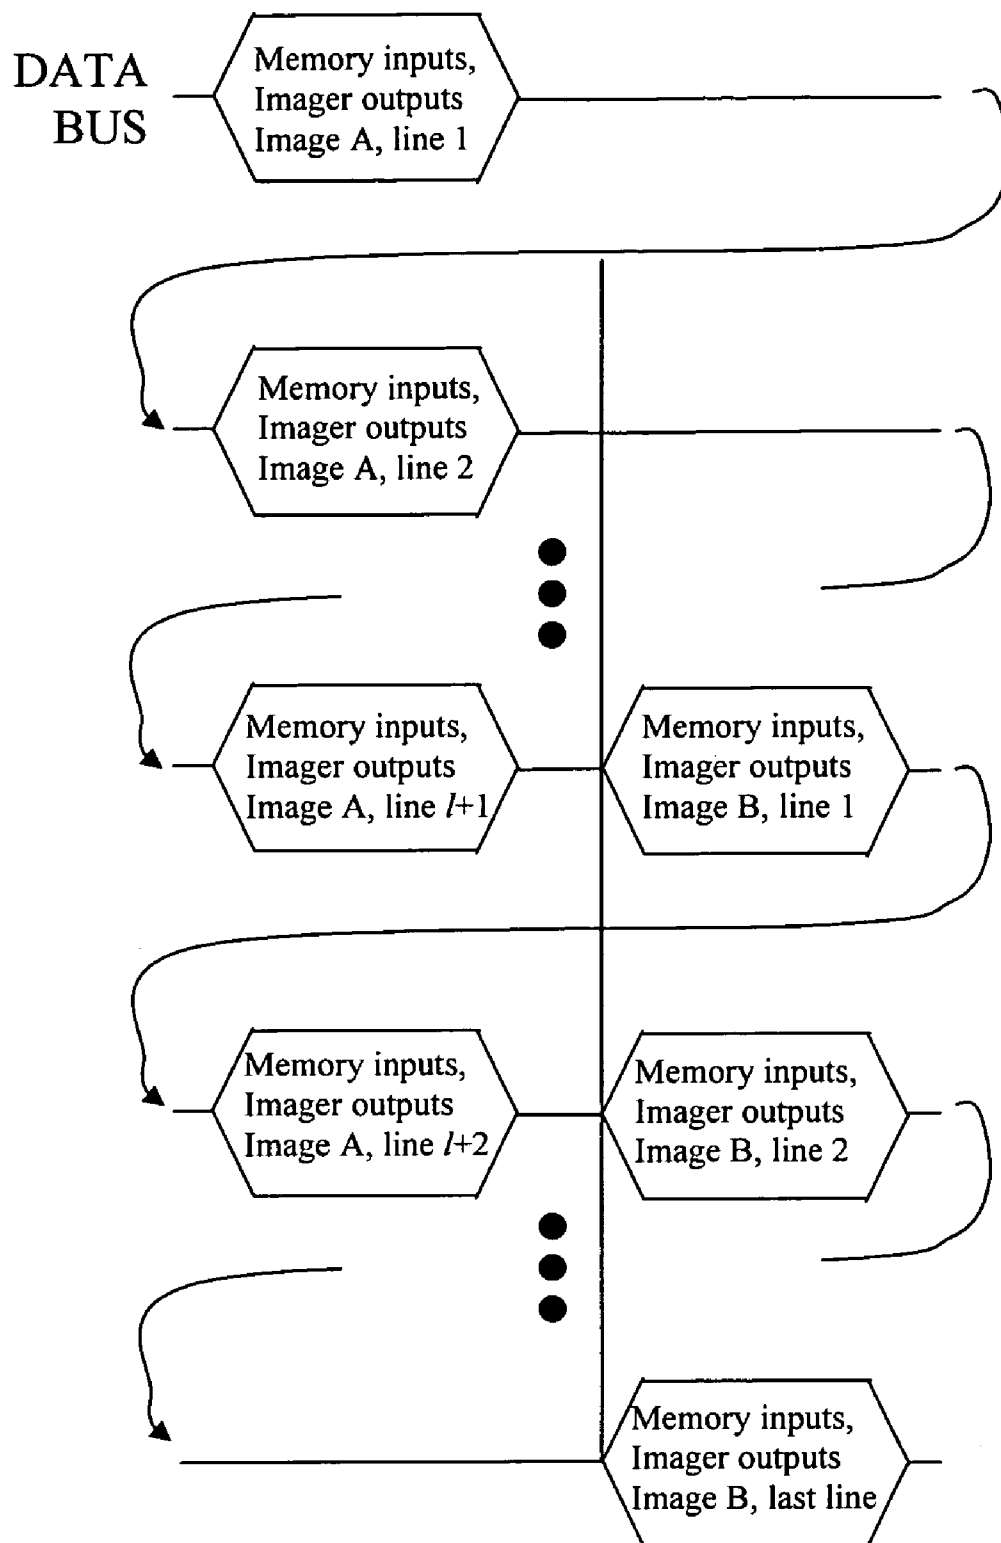 DATA
BUS
Memory inputs,
Imager outputs
Image A, line 1
Memory inputs,
Imager outputs
Image A, line 2
Memory inputs,
Imager outputs
Image A, line l+1
Memory inputs,
Imager outputs
Image B, line 1
Memory inputs,
Imager outputs
Image A, line l+2
Memory inputs,
Imager outputs
Image B, line 2
Memory inputs,
Imager outputs
Image B, last line